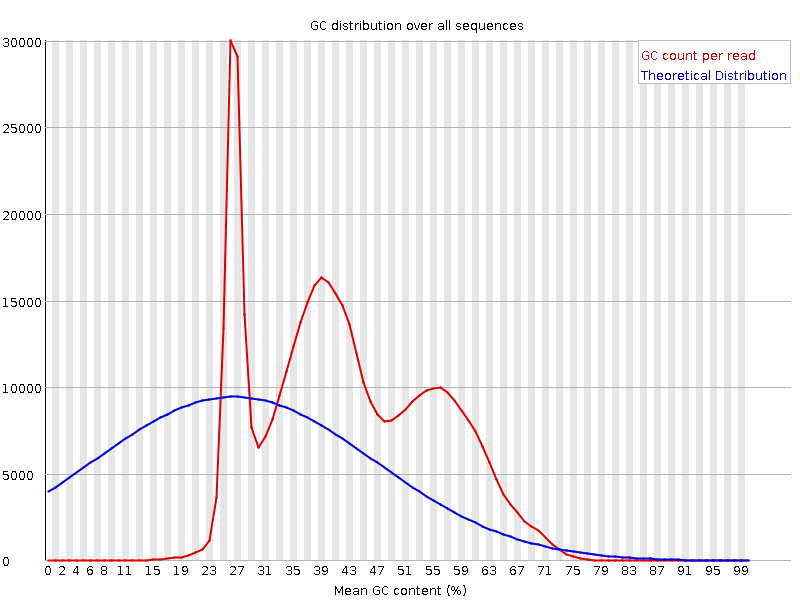 GC distribution over all sequences
GC count per read
Theoretical Distribution
30000
25000
20000
15000
10000
5000
0
0 2 4 6 8 11 15 19 23 27 31 35 39 43 47 51 55 59 63 67 71 75 79 83 87 91 95 99
Mean GC content (%)